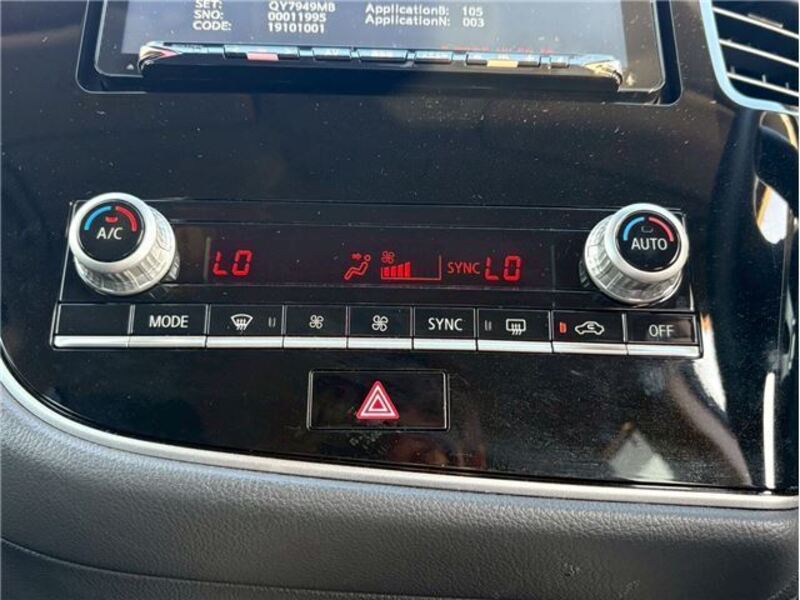 SET: QY7949MB ApplicationB: 105
SNO: 00011995 ApplicationN: 003
CODE: 19101001
A/C LO SYNC LO AUTO
MODE SYNC OFF